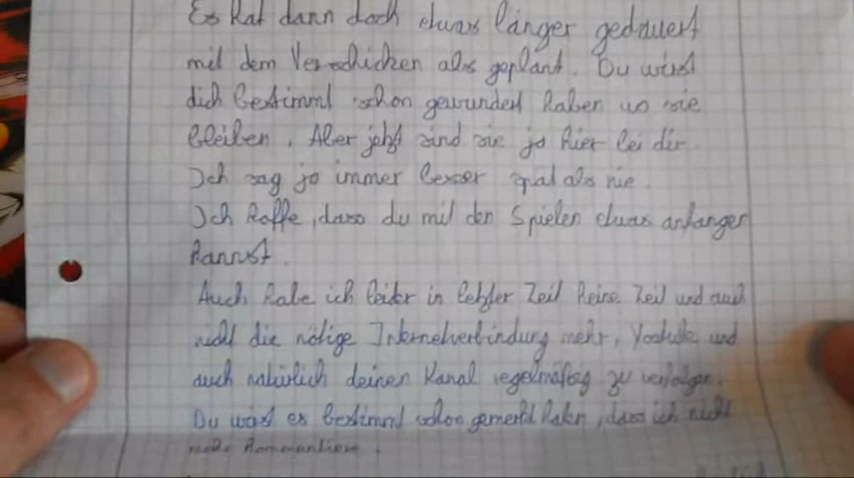 Es hat dann doch etwas länger gedauert
mit dem Verschicken als geplant. Du wirst
dich bestimmt schon gewundert haben wo sie
bleiben. Aber jetzt sind sie ja hier bei dir.
Ich sag ja immer besser spät als nie.
Ich hoffe, dass du mit den Spielen etwas anfangen
kannst.
Auch habe ich leider in letzter Zeit keine Zeit und auch
nicht die nötige Internetverbindung mehr, Youtube und
auch natürlich deinen Kanal regelmäßig zu verfolgen.
Du wirst es bestimmt schon gemerkt haben, dass ich nicht
mehr kommentiere.